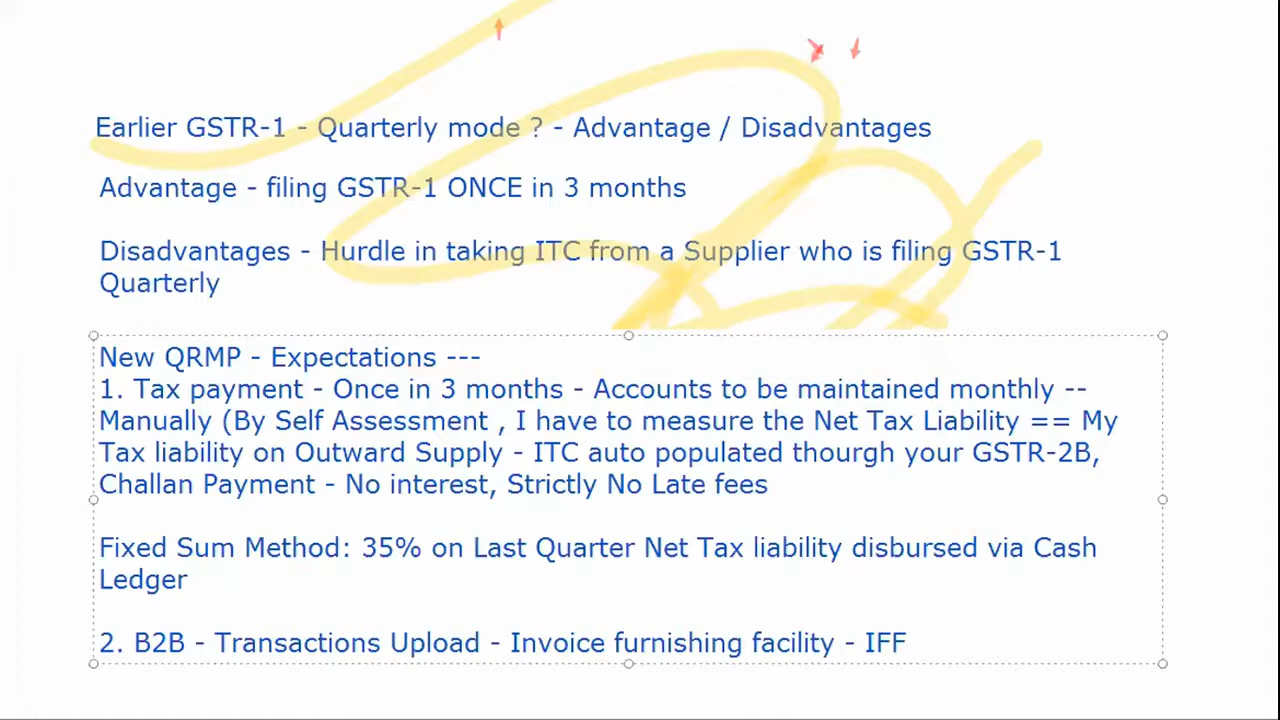 Earlier GSTR-1 - Quarterly mode ? - Advantage / Disadvantages
Advantage - filing GSTR-1 ONCE in 3 months
Disadvantages - Hurdle in taking ITC from a Supplier who is filing GSTR-1
Quarterly
New QRMP - Expectations ---
1. Tax payment - Once in 3 months - Accounts to be maintained monthly --
Manually (By Self Assessment , I have to measure the Net Tax Liability == My
Tax liability on Outward Supply - ITC auto populated thourgh your GSTR-2B,
Challan Payment - No interest, Strictly No Late fees
Fixed Sum Method: 35% on Last Quarter Net Tax liability disbursed via Cash
Ledger
2. B2B - Transactions Upload - Invoice furnishing facility - IFF